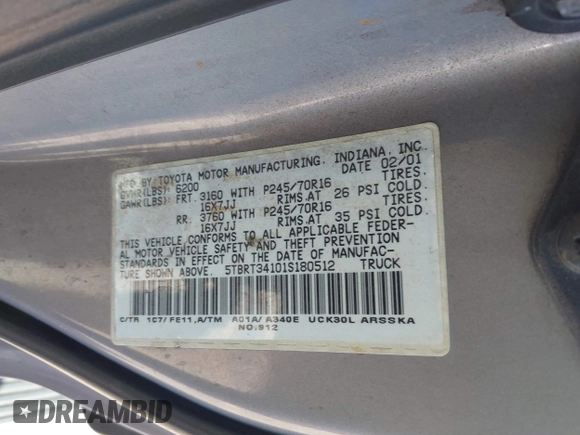 MFD BY:TOYOTA MOTOR MANUFACTURING, INDIANA, INC.
GVWR(LBS): 6200 DATE 02/01
GAWR(LBS): FRT. 3160 WITH P245/70R16 TIRES,
16X7JJ RIMS,AT 26 PSI COLD.
RR. 3760 WITH P245/70R16 TIRES,
16X7JJ RIMS,AT 35 PSI COLD.
THIS VEHICLE CONFORMS TO ALL APPLICABLE FEDER-
AL MOTOR VEHICLE SAFETY AND THEFT PREVENTION
STANDARDS IN EFFECT ON THE DATE OF MANUFAC-
TURE SHOWN ABOVE. 5TBRT34101S180512 TRUCK
C/TR 1C7/FE11,A/TM A01A/A340E UCK30L ARSSKA
NO.912
DREAMBID